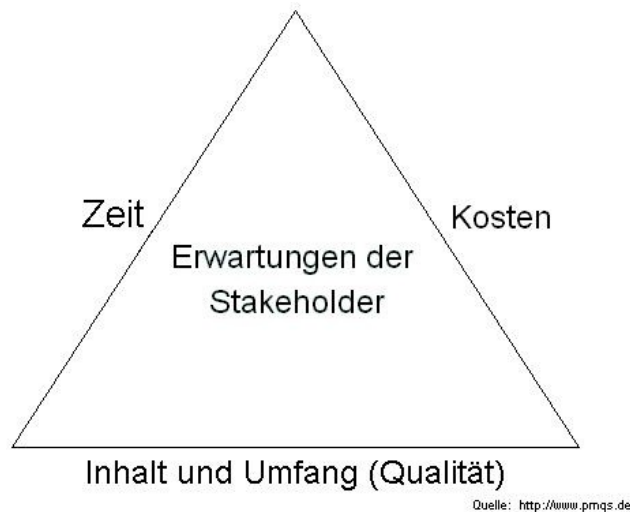 Zeit
Kosten
Erwartungen der
Stakeholder
Inhalt und Umfang (Qualität)
Quelle: http://www.pmqs.de